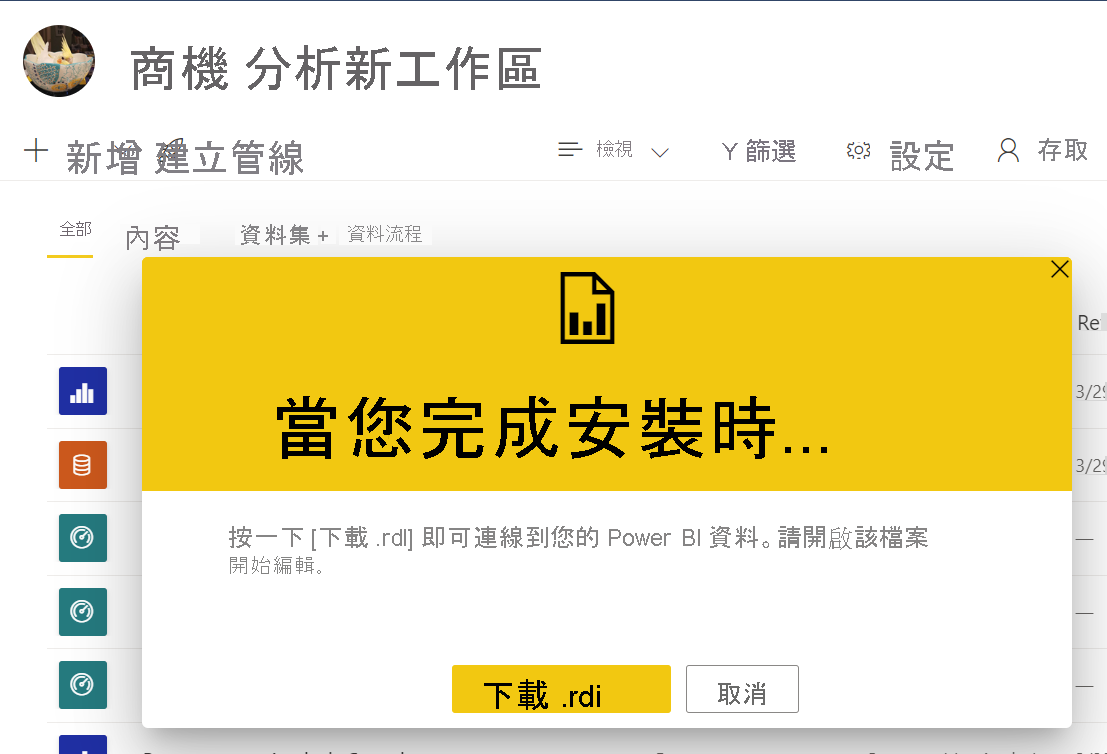 商機 分析新工作區
新增 建立管線
檢視
篩選
設定
存取
全部
內容
資料集 +
資料流程
Re
3/29
3/29
當您完成安裝時...
按一下 [下載 .rdl] 即可連線到您的 Power BI 資料。請開啟該檔案
開始編輯。
下載 .rdi
取消